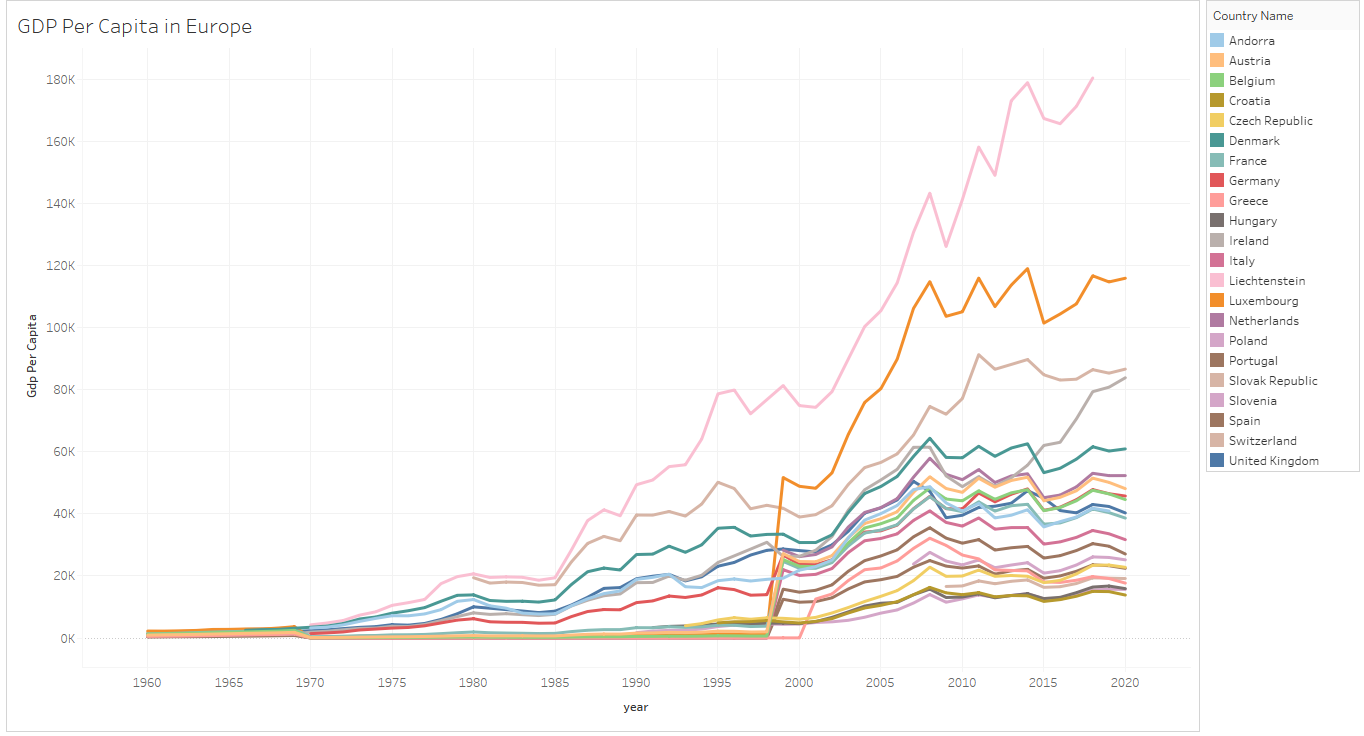 GDP Per Capita in Europe
Country Name
Andorra
Austria
Belgium
Croatia
Czech Republic
Denmark
France
Germany
Greece
Hungary
Ireland
Italy
Liechtenstein
Luxembourg
Netherlands
Poland
Portugal
Slovak Republic
Slovenia
Spain
Switzerland
United Kingdom
Gdp Per Capita
180K
160K
140K
120K
100K
80K
60K
40K
20K
0K
1960 1965 1970 1975 1980 1985 1990 1995 2000 2005 2010 2015 2020
year